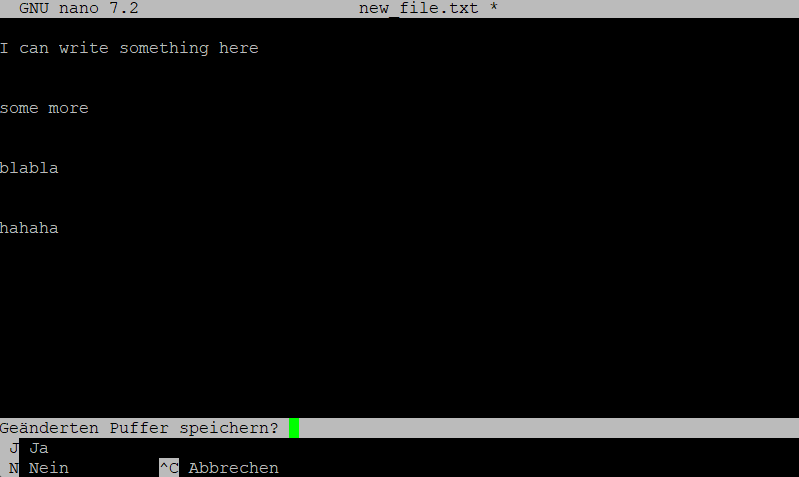 GNU nano 7.2 new_file.txt *
I can write something here
some more
blabla
hahaha
Geänderten Puffer speichern?
J Ja
N Nein ^C Abbrechen